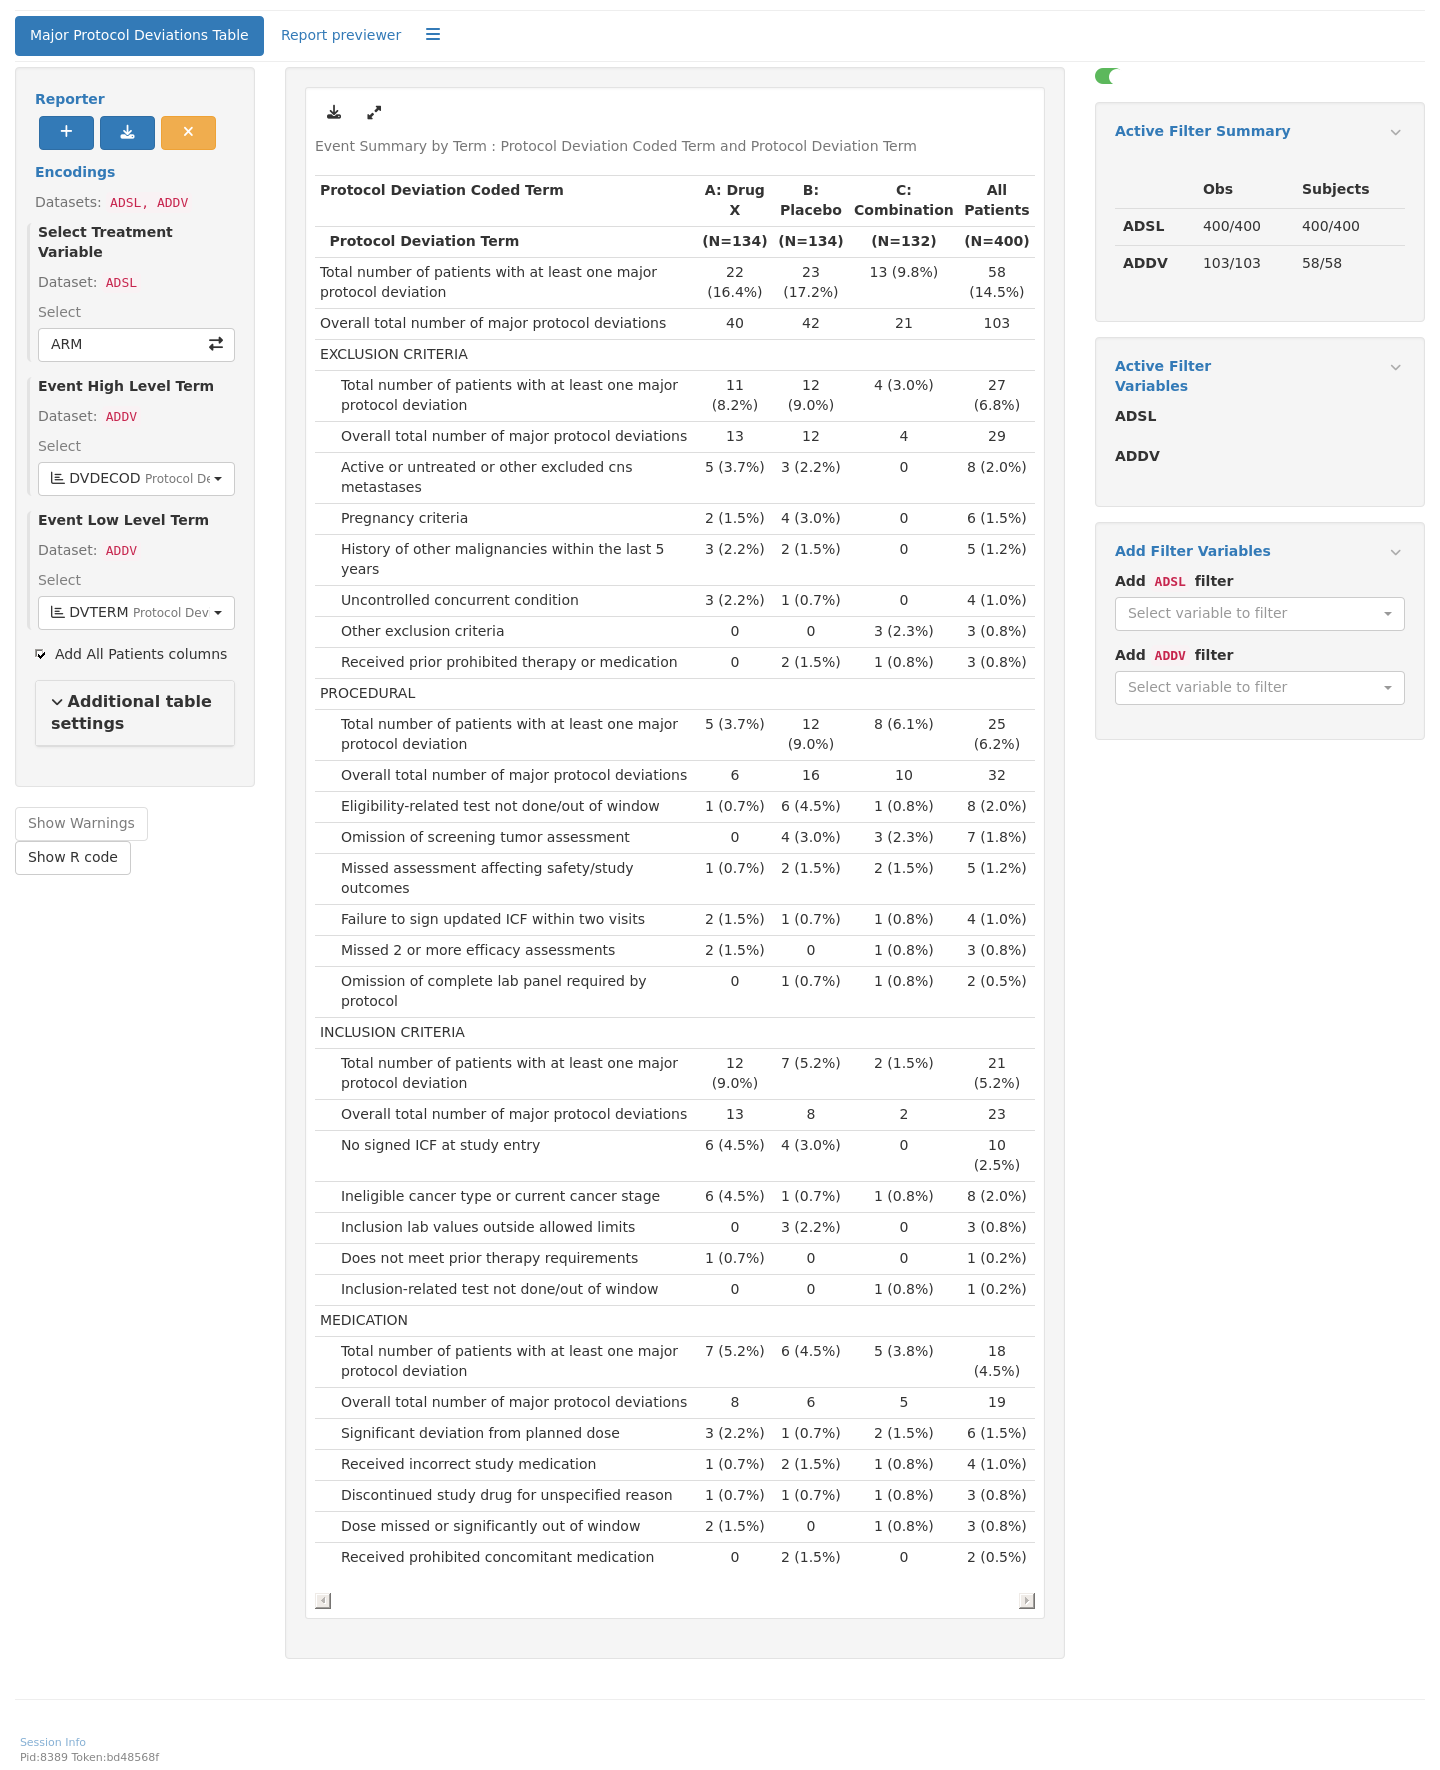 Major Protocol Deviations Table
Report previewer
Reporter
Encodings
Datasets: ADSL, ADDV
Select Treatment
Variable
Dataset: ADSL
Select
ARM
Event High Level Term
Dataset: ADDV
Select
DVDECOD Protocol De
Event Low Level Term
Dataset: ADDV
Select
DVTERM Protocol Dev
Add All Patients columns
Additional table
settings
Show Warnings
Show R code
Event Summary by Term : Protocol Deviation Coded Term and Protocol Deviation Term
Protocol Deviation Coded Term A: Drug B: C: All
X Placebo Combination Patients
Protocol Deviation Term (N=134) (N=134) (N=132) (N=400)
Total number of patients with at least one major 22 23 13 (9.8%) 58
protocol deviation (16.4%) (17.2%) (14.5%)
Overall total number of major protocol deviations 40 42 21 103
EXCLUSION CRITERIA
Total number of patients with at least one major 11 12 4 (3.0%) 27
protocol deviation (8.2%) (9.0%) (6.8%)
Overall total number of major protocol deviations 13 12 4 29
Active or untreated or other excluded cns 5 (3.7%) 3 (2.2%) 0 8 (2.0%)
metastases
Pregnancy criteria 2 (1.5%) 4 (3.0%) 0 6 (1.5%)
History of other malignancies within the last 5 3 (2.2%) 2 (1.5%) 0 5 (1.2%)
years
Uncontrolled concurrent condition 3 (2.2%) 1 (0.7%) 0 4 (1.0%)
Other exclusion criteria 0 0 3 (2.3%) 3 (0.8%)
Received prior prohibited therapy or medication 0 2 (1.5%) 1 (0.8%) 3 (0.8%)
PROCEDURAL
Total number of patients with at least one major 5 (3.7%) 12 8 (6.1%) 25
protocol deviation (9.0%) (6.2%)
Overall total number of major protocol deviations 6 16 10 32
Eligibility-related test not done/out of window 1 (0.7%) 6 (4.5%) 1 (0.8%) 8 (2.0%)
Omission of screening tumor assessment 0 4 (3.0%) 3 (2.3%) 7 (1.8%)
Missed assessment affecting safety/study 1 (0.7%) 2 (1.5%) 2 (1.5%) 5 (1.2%)
outcomes
Failure to sign updated ICF within two visits 2 (1.5%) 1 (0.7%) 1 (0.8%) 4 (1.0%)
Missed 2 or more efficacy assessments 2 (1.5%) 0 1 (0.8%) 3 (0.8%)
Omission of complete lab panel required by 0 1 (0.7%) 1 (0.8%) 2 (0.5%)
protocol
INCLUSION CRITERIA
Total number of patients with at least one major 12 7 (5.2%) 2 (1.5%) 21
protocol deviation (9.0%) (5.2%)
Overall total number of major protocol deviations 13 8 2 23
No signed ICF at study entry 6 (4.5%) 4 (3.0%) 0 10
(2.5%)
Ineligible cancer type or current cancer stage 6 (4.5%) 1 (0.7%) 1 (0.8%) 8 (2.0%)
Inclusion lab values outside allowed limits 0 3 (2.2%) 0 3 (0.8%)
Does not meet prior therapy requirements 1 (0.7%) 0 0 1 (0.2%)
Inclusion-related test not done/out of window 0 0 1 (0.8%) 1 (0.2%)
MEDICATION
Total number of patients with at least one major 7 (5.2%) 6 (4.5%) 5 (3.8%) 18
protocol deviation (4.5%)
Overall total number of major protocol deviations 8 6 5 19
Significant deviation from planned dose 3 (2.2%) 1 (0.7%) 2 (1.5%) 6 (1.5%)
Received incorrect study medication 1 (0.7%) 2 (1.5%) 1 (0.8%) 4 (1.0%)
Discontinued study drug for unspecified reason 1 (0.7%) 1 (0.7%) 1 (0.8%) 3 (0.8%)
Dose missed or significantly out of window 2 (1.5%) 0 1 (0.8%) 3 (0.8%)
Received prohibited concomitant medication 0 2 (1.5%) 0 2 (0.5%)
Active Filter Summary
Obs Subjects
ADSL 400/400 400/400
ADDV 103/103 58/58
Active Filter
Variables
ADSL
ADDV
Add Filter Variables
Add ADSL filter
Select variable to filter
Add ADDV filter
Select variable to filter
Session Info
Pid:8389 Token:bd48568f